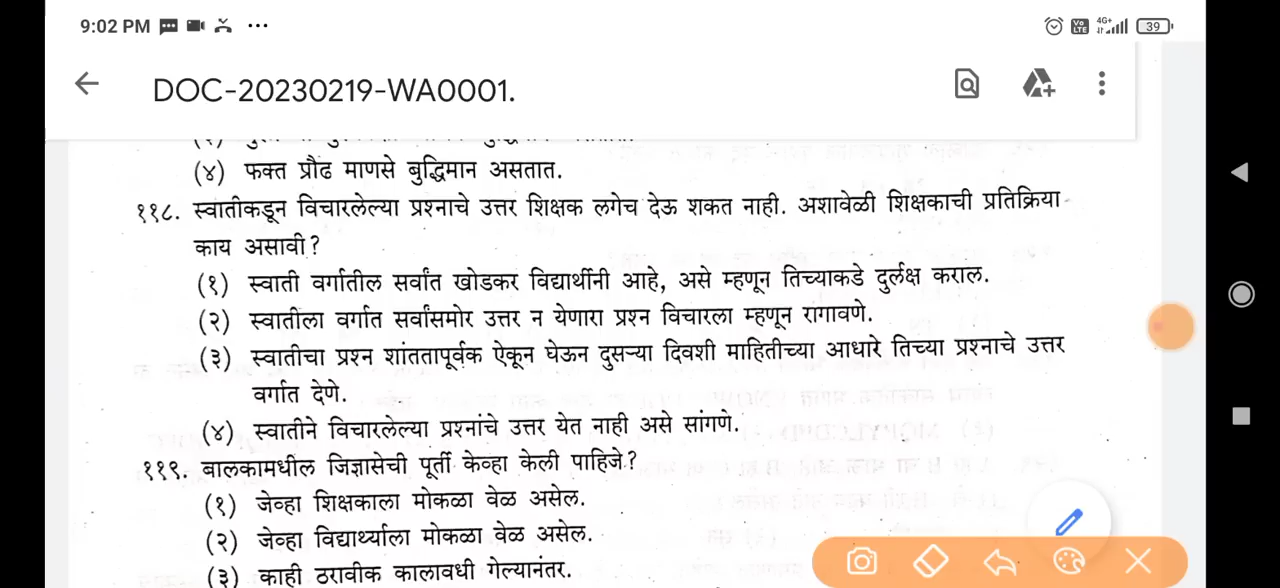 9:02 PM
4G+
39
DOC-20230219-WA0001.
(४) फक्त प्रौढ माणसे बुद्धिमान असतात.
११८. स्वातीकडून विचारलेल्या प्रश्नाचे उत्तर शिक्षक लगेच देऊ शकत नाही. अशावेळी शिक्षकाची प्रतिक्रिया
काय असावी?
(१) स्वाती वर्गातील सर्वांत खोडकर विद्यार्थीनी आहे, असे म्हणून तिच्याकडे दुर्लक्ष कराल.
(२) स्वातीला वर्गात सर्वांसमोर उत्तर न येणारा प्रश्न विचारला म्हणून रागावणे.
(३) स्वातीचा प्रश्न शांततापूर्वक ऐकून घेऊन दुसऱ्या दिवशी माहितीच्या आधारे तिच्या प्रश्नाचे उत्तर
वर्गात देणे.
(४) स्वातीने विचारलेल्या प्रश्नांचे उत्तर येत नाही असे सांगणे.
११९. बालकामधील जिज्ञासेची पूर्ती केव्हा केली पाहिजे?
(१) जेव्हा शिक्षकाला मोकळा वेळ असेल.
(२) जेव्हा विद्यार्थ्याला मोकळा वेळ असेल.
(३) काही ठरावीक कालावधी गेल्यानंतर.